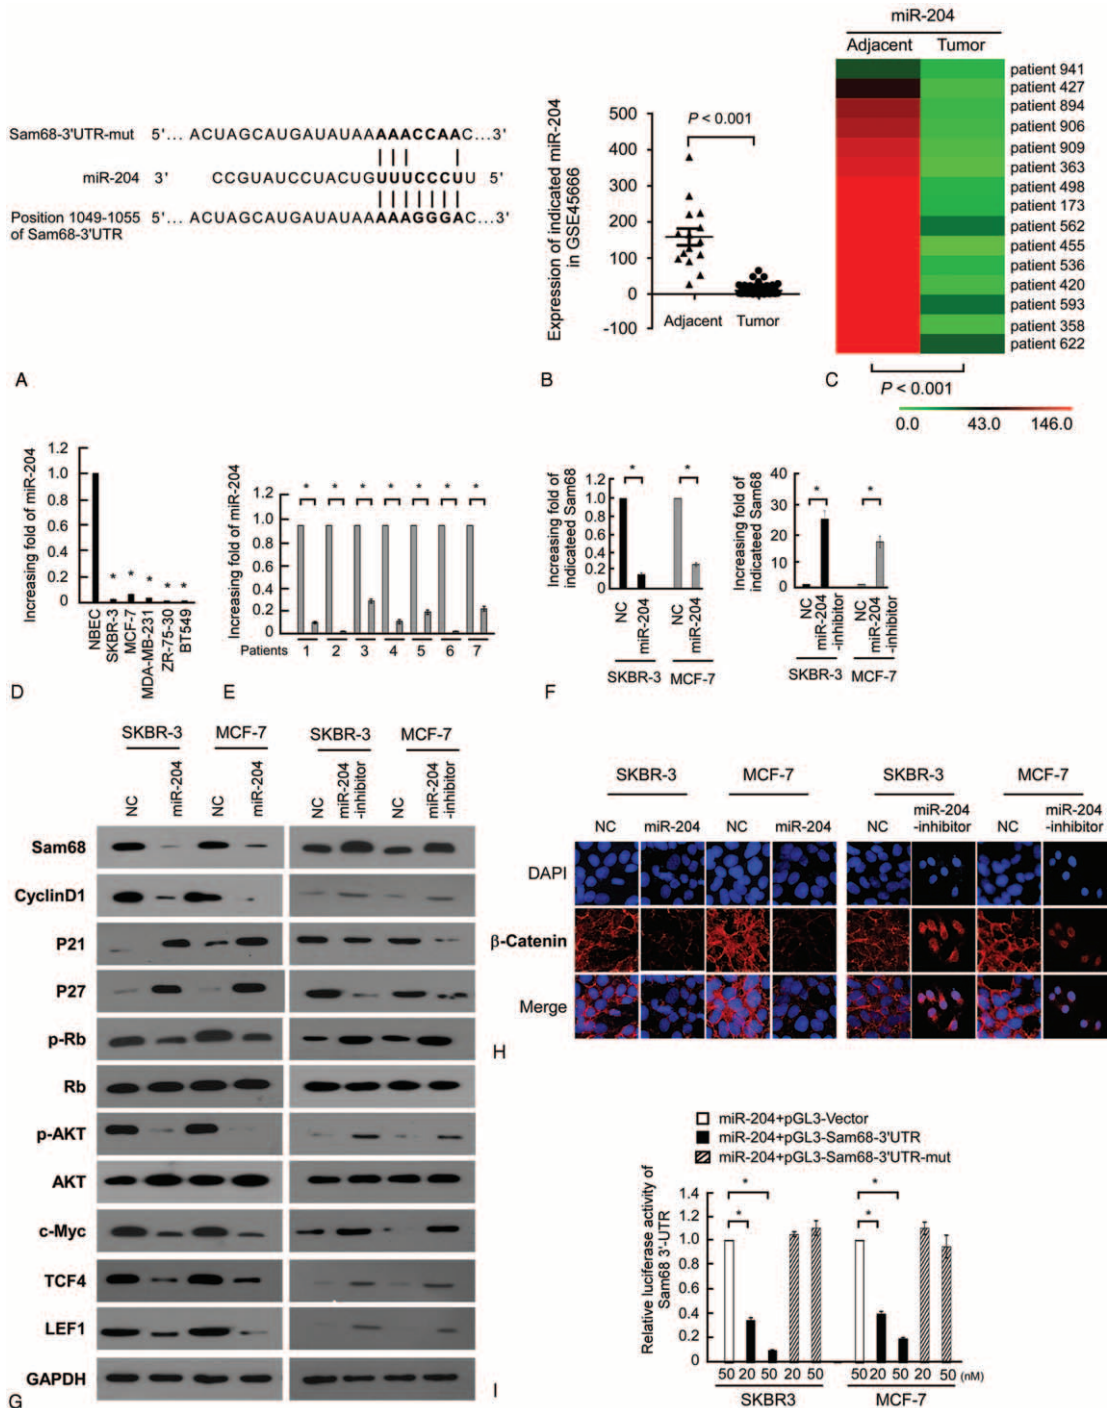 Sam68-3'UTR-mut 5'... ACUAGCAUGAUAUAAAAACCAAC...3'
miR-204 3' CCGUAUCCUACUGUUUCCCUU 5'
Position 1049-1055 5'... ACUAGCAUGAUAUAAAAAGGGAC...3'
of Sam68-3'UTR
A
Expression of indicated miR-204
in GSE45666
500
400
300
200
100
0
-100
P < 0.001
Adjacent Tumor
B
miR-204
Adjacent Tumor
patient 941
patient 427
patient 894
patient 906
patient 909
patient 363
patient 498
patient 173
patient 562
patient 455
patient 536
patient 420
patient 593
patient 358
patient 622
C
P < 0.001
0.0 43.0 146.0
Increasing fold of miR-204
1.2
1.0
0.8
0.6
0.4
0.2
0
* * * * *
NBEC
SKBR-3
MCF-7
MDA-MB-231
ZR-75-30
BT549
D
Increasing fold of miR-204
1.2
1.0
0.8
0.6
0.4
0.2
0
* * * * * * *
Patients 1 2 3 4 5 6 7
E
Increasing fold of
indicateed Sam68
1.2
1.0
0.8
0.6
0.4
0.2
0
* *
NC
miR-204
NC
miR-204
SKBR-3 MCF-7
Increasing fold of
indicateed Sam68
40
30
20
10
0
* *
NC
miR-204
-inhibitor
NC
miR-204
-inhibitor
SKBR-3 MCF-7
F
SKBR-3 MCF-7 SKBR-3 MCF-7
NC
miR-204
NC
miR-204
NC
miR-204
-inhibitor
NC
miR-204
-inhibitor
Sam68
CyclinD1
P21
P27
p-Rb
Rb
p-AKT
AKT
c-Myc
TCF4
LEF1
GAPDH
G
SKBR-3 MCF-7 SKBR-3 MCF-7
NC miR-204 NC miR-204 NC miR-204
-inhibitor NC miR-204
-inhibitor
DAPI
β-Catenin
Merge
H
miR-204+pGL3-Vector
miR-204+pGL3-Sam68-3'UTR
miR-204+pGL3-Sam68-3'UTR-mut
Relative luciferase activity of
Sam68 3'-UTR
1.4
1.2
1.0
0.8
0.6
0.4
0.2
0
* * * *
50 20 50 20 50 50 20 50 20 50 (nM)
SKBR3 MCF-7
I